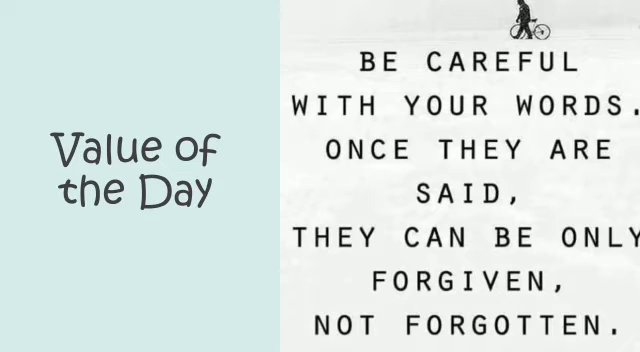 Value of
the Day
BE CAREFUL
WITH YOUR WORDS.
ONCE THEY ARE
SAID,
THEY CAN BE ONLY
FORGIVEN,
NOT FORGOTTEN.